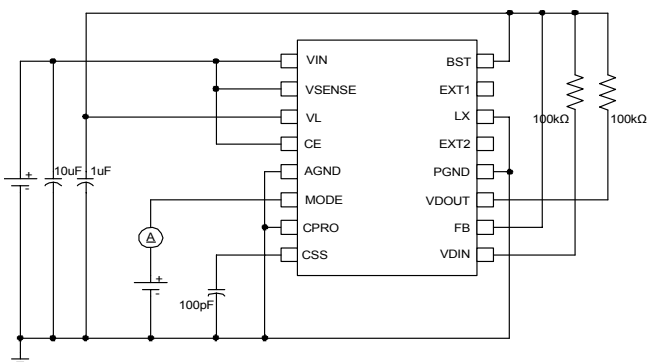 VIN
VSENSE
VL
CE
AGND
MODE
CPRO
CSS
BST
EXT1
LX
EXT2
PGND
VDOUT
FB
VDIN
+
-
10uF
1uF
A
+
-
100pF
100kΩ
100kΩ